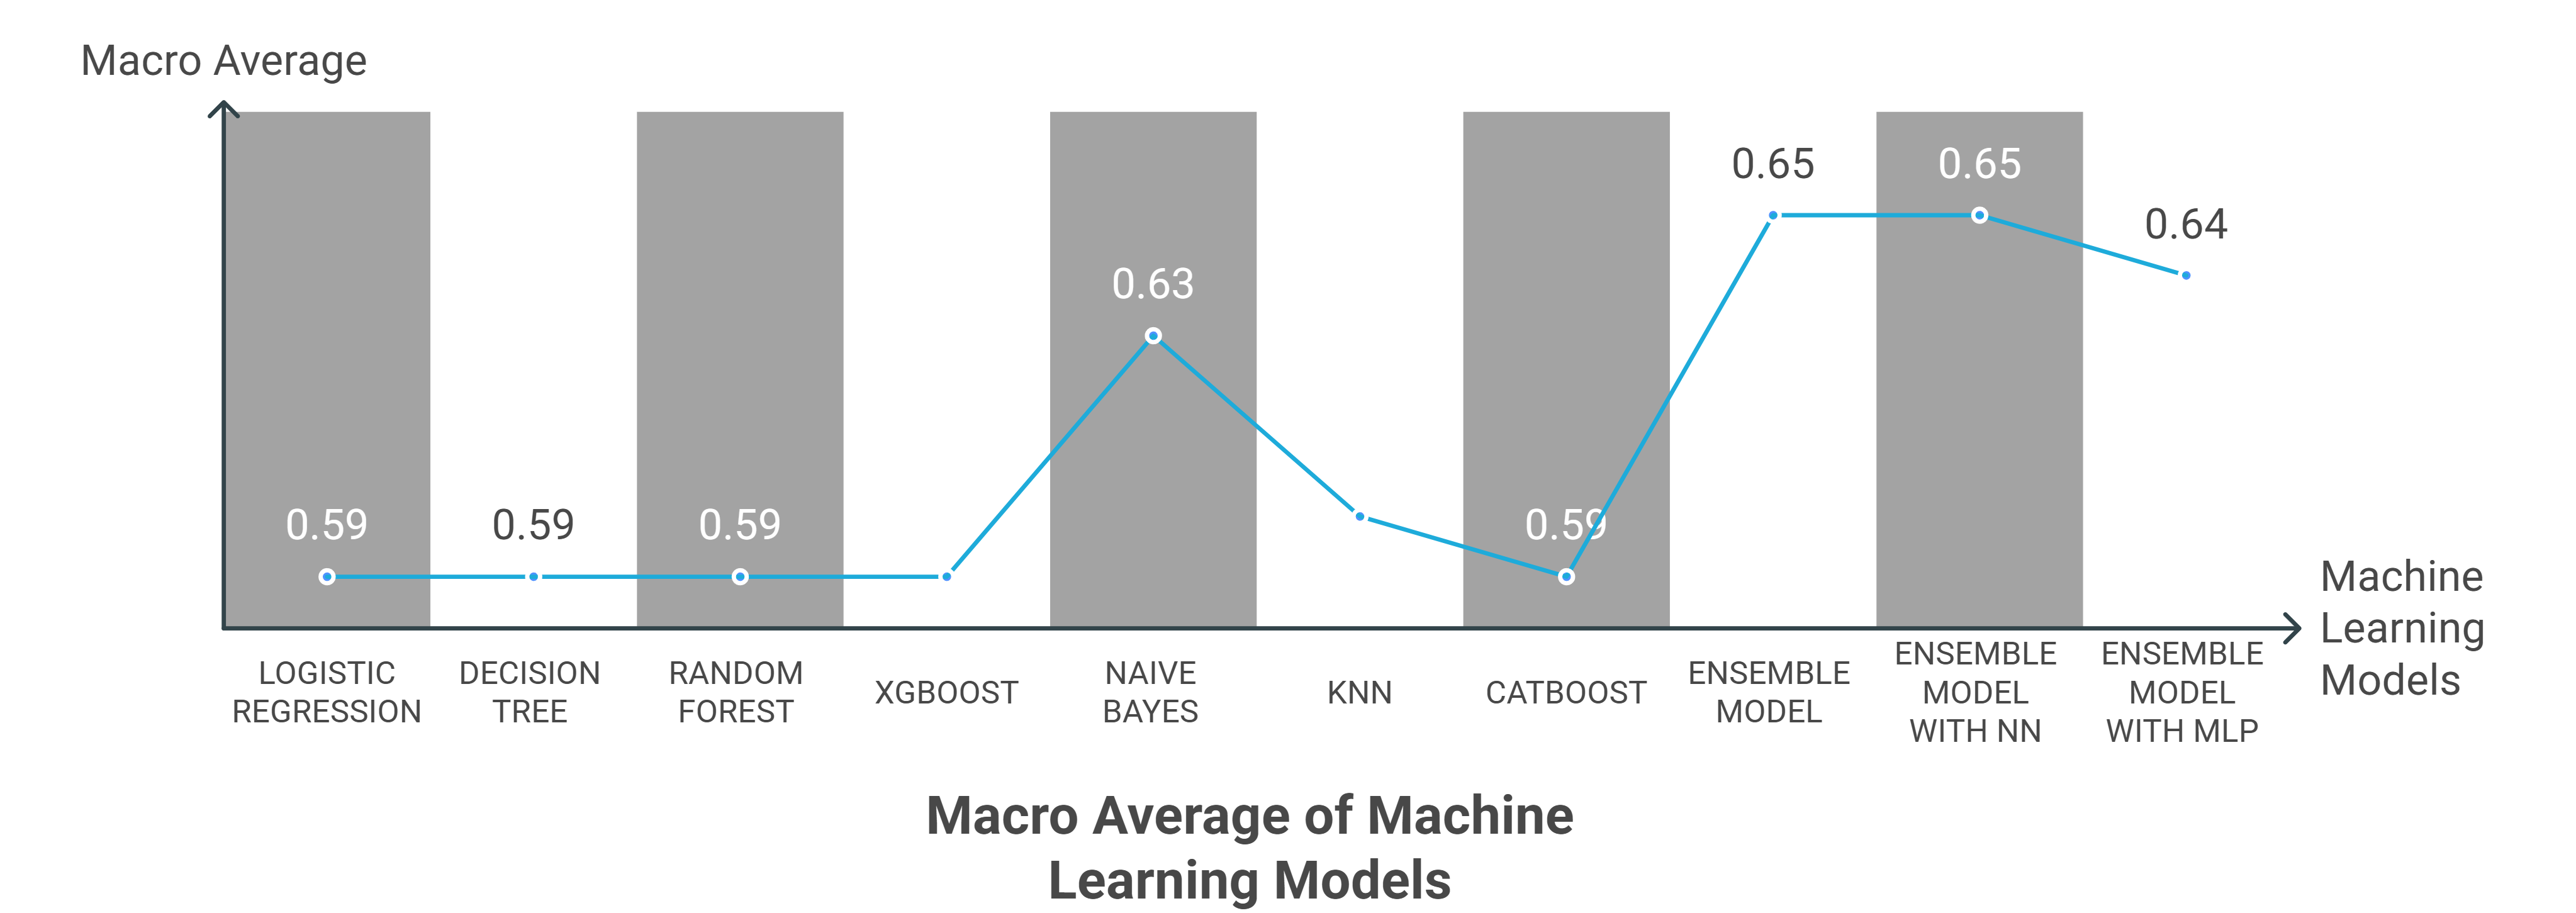 Macro Average
0.65
0.65
0.64
0.63
0.59
0.59
0.59
0.59
Machine
Learning
Models
LOGISTIC
REGRESSION
DECISION
TREE
RANDOM
FOREST
XGBOOST
NAIVE
BAYES
KNN
CATBOOST
ENSEMBLE
MODEL
ENSEMBLE
MODEL
WITH NN
ENSEMBLE
MODEL
WITH MLP
Macro Average of Machine
Learning Models